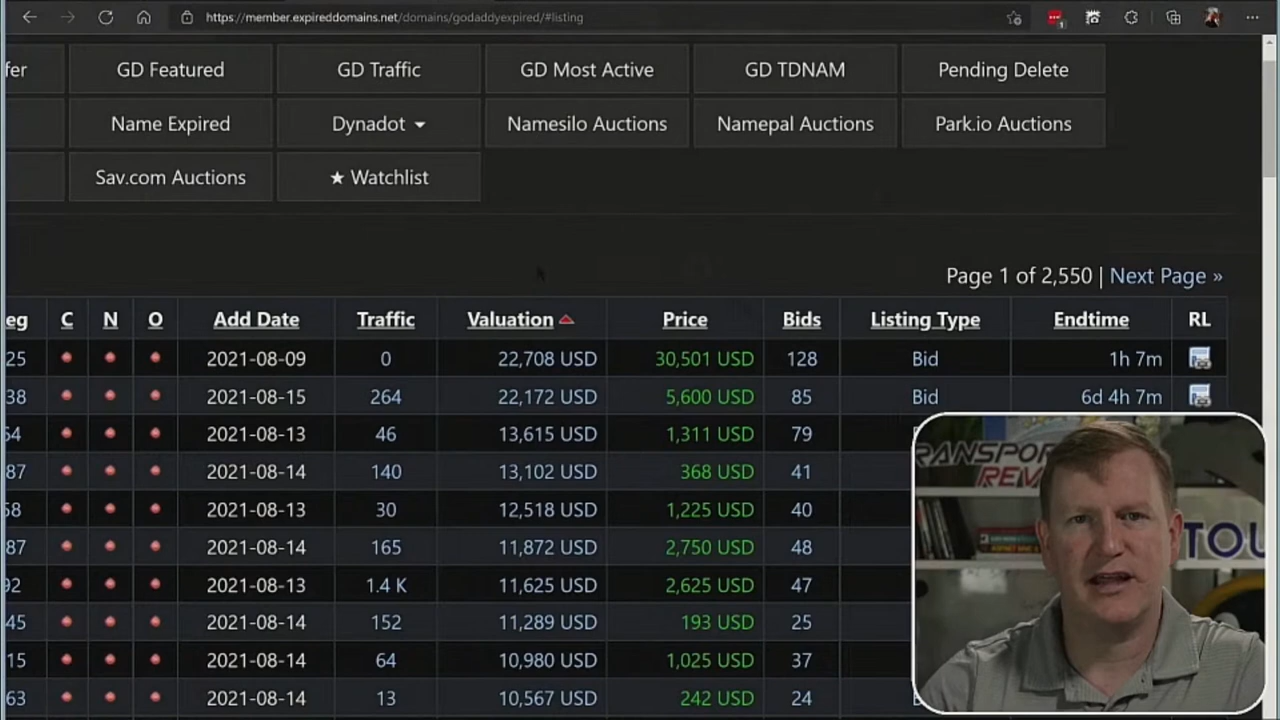 https://member.expireddomains.net/domains/godaddyexpired/#listing
1
fer GD Featured GD Traffic GD Most Active GD TDNAM Pending Delete
Name Expired Dynadot Namesilo Auctions Namepal Auctions Park.io Auctions
Sav.com Auctions ★ Watchlist
Page 1 of 2,550 | Next Page »
eg C N O Add Date Traffic Valuation Price Bids Listing Type Endtime RL
25 2021-08-09 0 22,708 USD 30,501 USD 128 Bid 1h 7m
38 2021-08-15 264 22,172 USD 5,600 USD 85 Bid 6d 4h 7m
54 2021-08-13 46 13,615 USD 1,311 USD 79
87 2021-08-14 140 13,102 USD 368 USD 41
58 2021-08-13 30 12,518 USD 1,225 USD 40
87 2021-08-14 165 11,872 USD 2,750 USD 48
92 2021-08-13 1.4 K 11,625 USD 2,625 USD 47
45 2021-08-14 152 11,289 USD 193 USD 25
15 2021-08-14 64 10,980 USD 1,025 USD 37
63 2021-08-14 13 10,567 USD 242 USD 24
TRANSPOR
REV
TOU